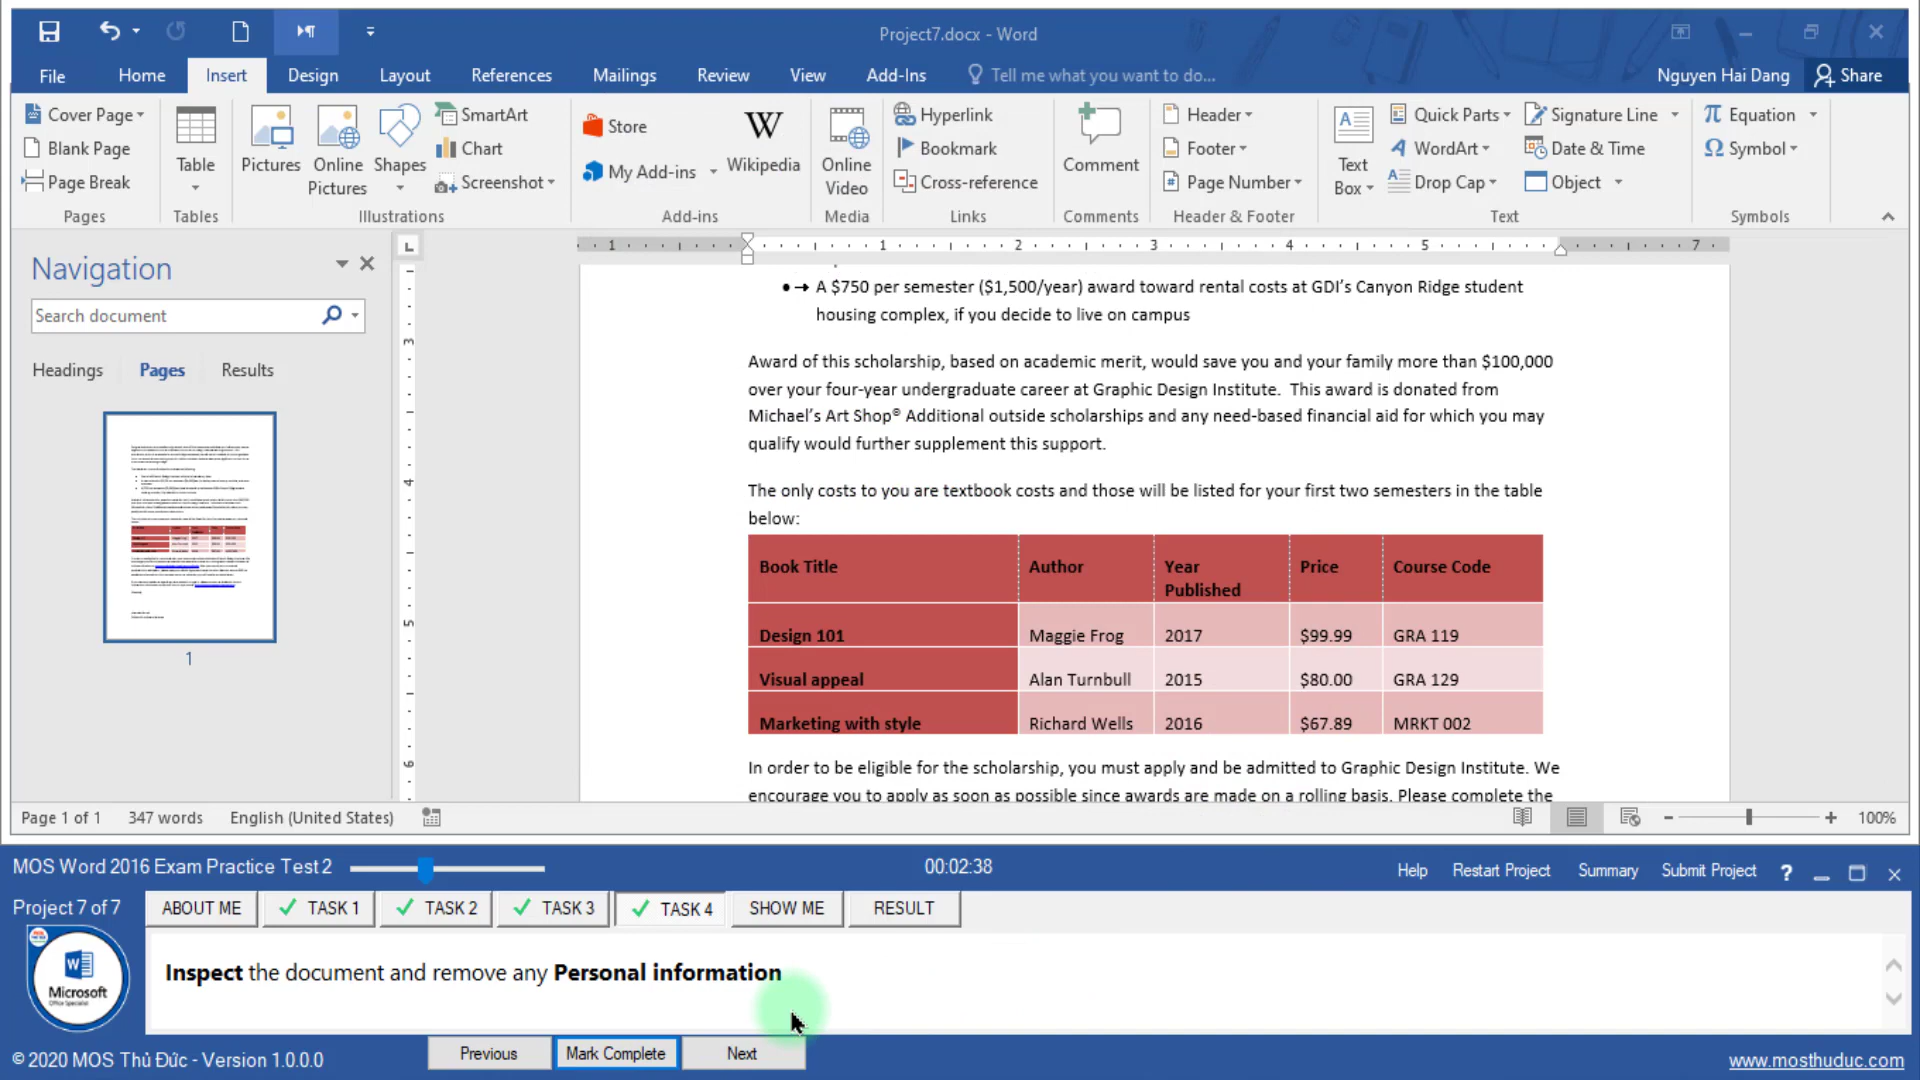 Project7.docx - Word
File Home Insert Design Layout References Mailings Review View Add-Ins Tell me what you want to do... Nguyen Hai Dang Share
Cover Page
Blank Page
Page Break
Pages
Table
Tables
Pictures
Online Pictures
Shapes
SmartArt
Chart
Screenshot
Illustrations
Store
My Add-ins
W
Wikipedia
Add-ins
Online Video
Media
Hyperlink
Bookmark
Cross-reference
Links
Comment
Comments
Header
Footer
Page Number
Header & Footer
Text Box
Quick Parts
WordArt
Drop Cap
Signature Line
Date & Time
Object
Text
Equation
Symbol
Symbols
Navigation
Search document
Headings Pages Results
1
1 1 2 3 4 5 7
3
4
5
6
• → A $750 per semester ($1,500/year) award toward rental costs at GDI’s Canyon Ridge student
housing complex, if you decide to live on campus
Award of this scholarship, based on academic merit, would save you and your family more than $100,000
over your four-year undergraduate career at Graphic Design Institute.  This award is donated from
Michael’s Art Shop® Additional outside scholarships and any need-based financial aid for which you may
qualify would further supplement this support.
The only costs to you are textbook costs and those will be listed for your first two semesters in the table
below:
Book Title Author Year Published Price Course Code
Design 101 Maggie Frog 2017 $99.99 GRA 119
Visual appeal Alan Turnbull 2015 $80.00 GRA 129
Marketing with style Richard Wells 2016 $67.89 MRKT 002
In order to be eligible for the scholarship, you must apply and be admitted to Graphic Design Institute. We
encourage you to apply as soon as possible since awards are made on a rolling basis. Please complete the
Page 1 of 1 347 words English (United States) 100%
MOS Word 2016 Exam Practice Test 2 00:02:38 Help Restart Project Summary Submit Project ?
Project 7 of 7 ABOUT ME TASK 1 TASK 2 TASK 3 TASK 4 SHOW ME RESULT
Microsoft
Inspect the document and remove any Personal information
Previous Mark Complete Next
© 2020 MOS Thủ Đức - Version 1.0.0.0 www.mosthuduc.com